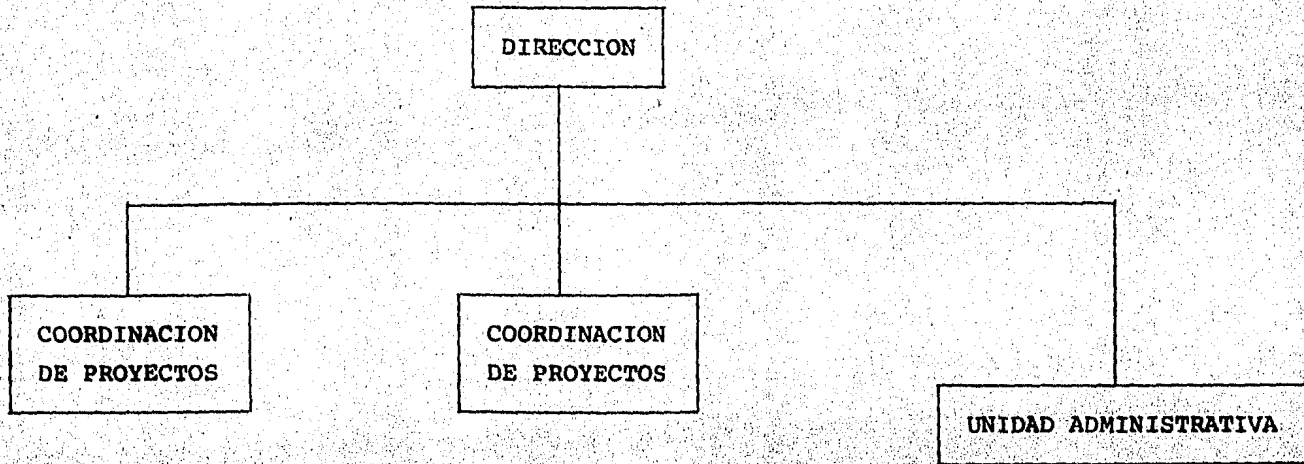 DIRECCION
COORDINACION
DE PROYECTOS
COORDINACION
DE PROYECTOS
UNIDAD ADMINISTRATIVA